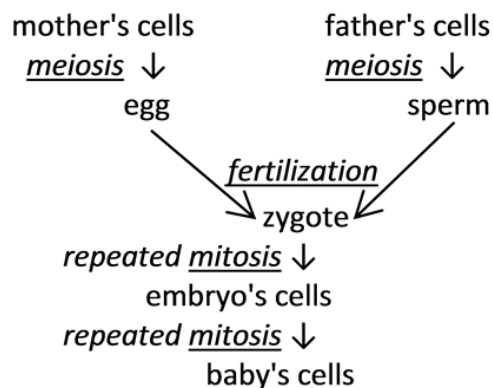 mother's cells father's cells
meiosis ↓ meiosis ↓
egg sperm
fertilization
zygote
repeated mitosis ↓
embryo's cells
repeated mitosis ↓
baby's cells